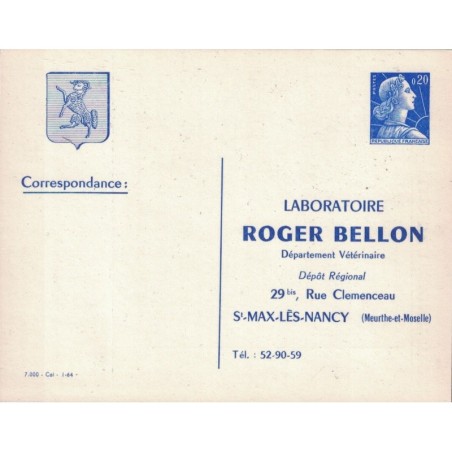 POSTES
0,20
REPUBLIQUE FRANÇAISE
Correspondance :
LABORATOIRE
ROGER BELLON
Département Vétérinaire
Dépôt Régional
29 bis, Rue Clemenceau
St-MAX-LÈS-NANCY (Meurthe-et-Moselle)
Tél. : 52-90-59
7.000 - Cal - 1-64 -